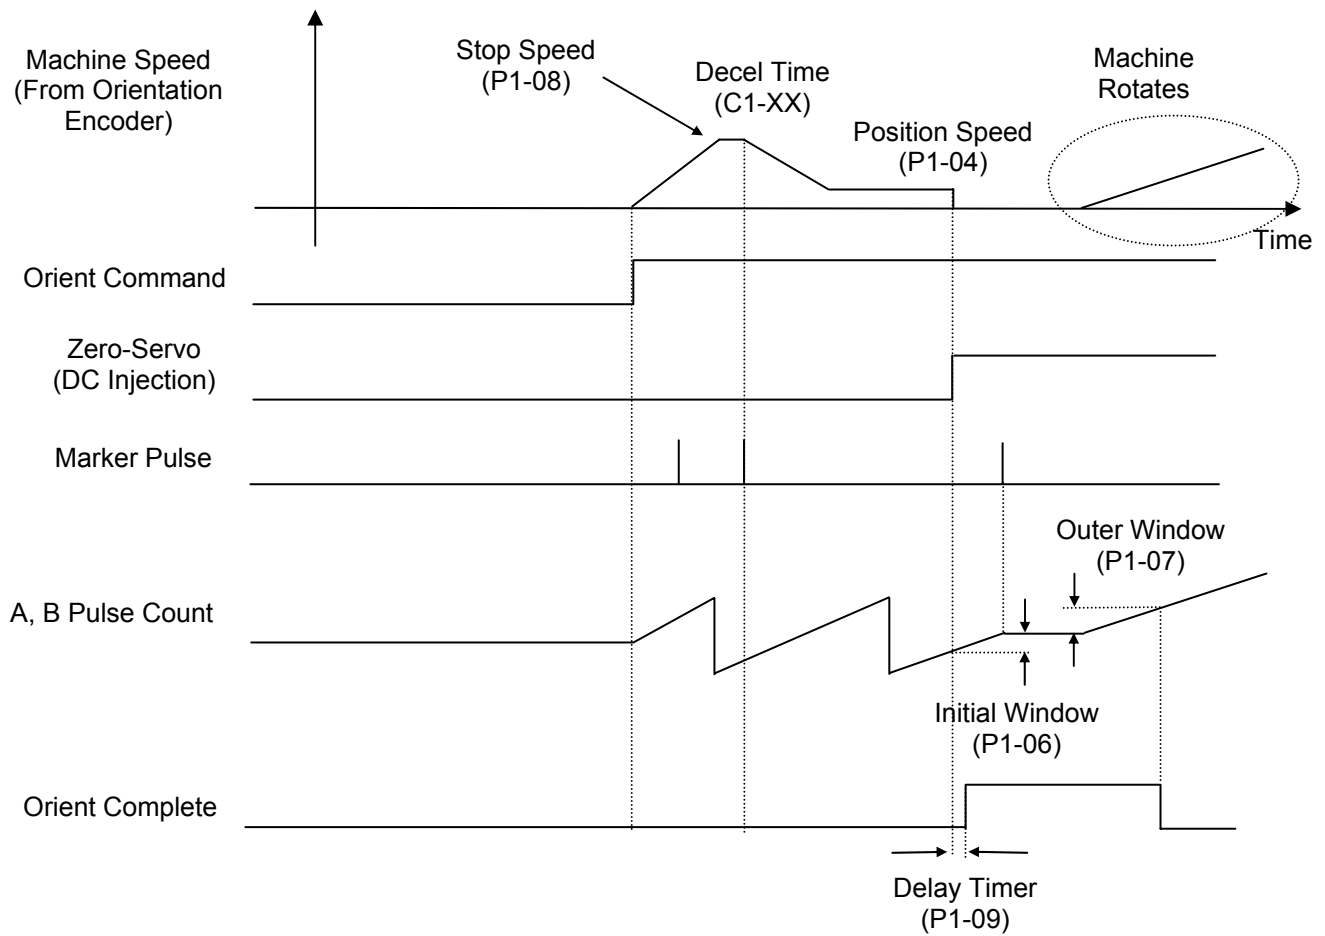 Machine Speed
(From Orientation
Encoder)
Stop Speed
(P1-08)
Decel Time
(C1-XX)
Position Speed
(P1-04)
Machine
Rotates
Time
Orient Command
Zero-Servo
(DC Injection)
Marker Pulse
Outer Window
(P1-07)
A, B Pulse Count
Initial Window
(P1-06)
Orient Complete
Delay Timer
(P1-09)